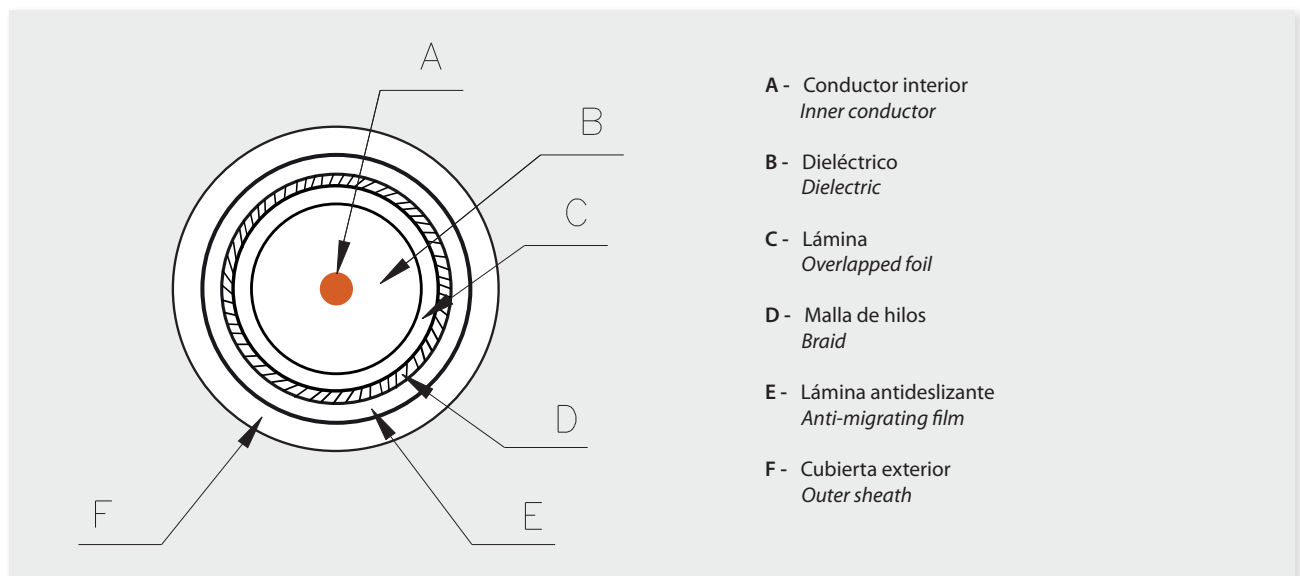 A
B
C
D
E
F
A - Conductor interior
Inner conductor
B - Dieléctrico
Dielectric
C - Lámina
Overlapped foil
D - Malla de hilos
Braid
E - Lámina antideslizante
Anti-migrating film
F - Cubierta exterior
Outer sheath